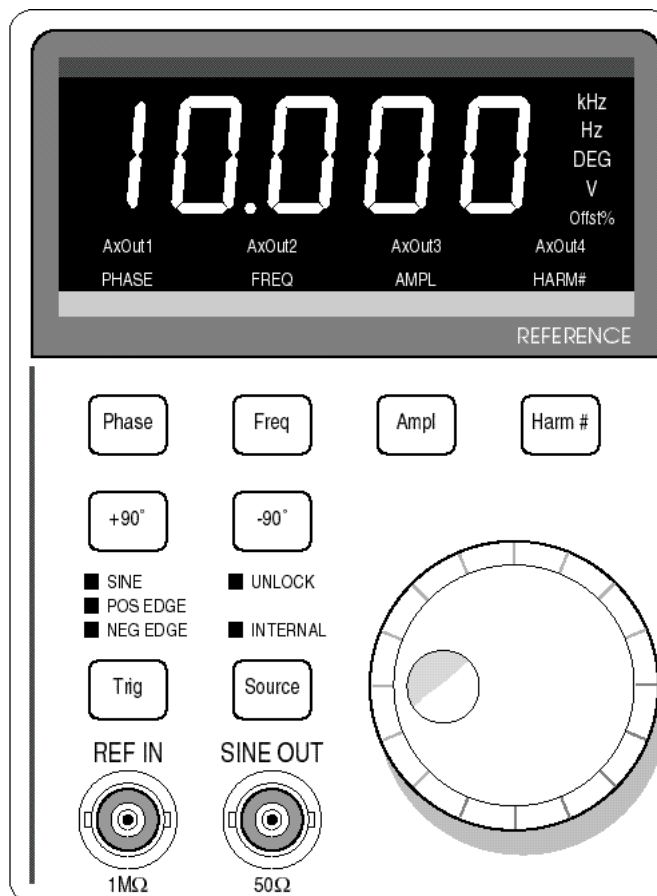 10.000
kHz
Hz
DEG
V
Offst%
AxOut1 AxOut2 AxOut3 AxOut4
PHASE FREQ AMPL HARM#
REFERENCE
Phase Freq Ampl Harm #
+90° -90°
SINE UNLOCK
POS EDGE
NEG EDGE INTERNAL
Trig Source
REF IN SINE OUT
1MΩ 50Ω